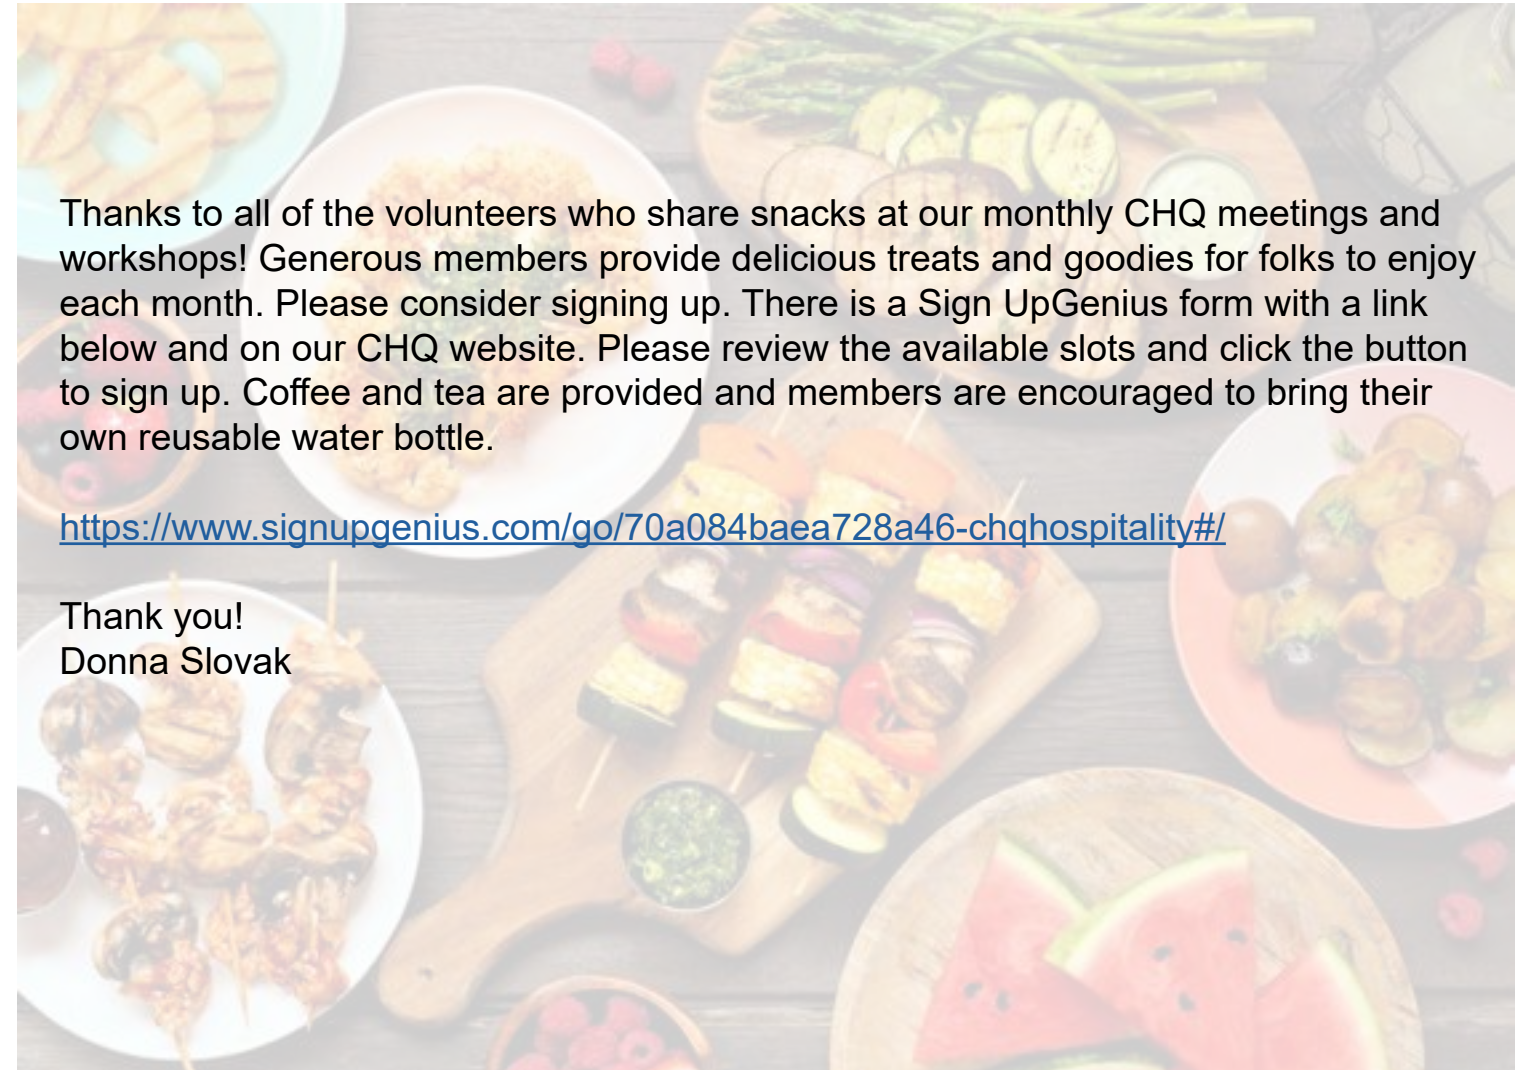 Thanks to all of the volunteers who share snacks at our monthly CHQ meetings and
workshops! Generous members provide delicious treats and goodies for folks to enjoy
each month. Please consider signing up. There is a Sign UpGenius form with a link
below and on our CHQ website. Please review the available slots and click the button
to sign up. Coffee and tea are provided and members are encouraged to bring their
own reusable water bottle.
https://www.signupgenius.com/go/70a084baea728a46-chqhospitality#/
Thank you!
Donna Slovak